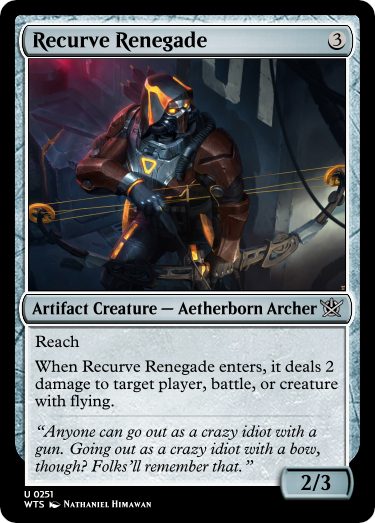 Recurve Renegade 3
Artifact Creature — Aetherborn Archer
Reach
When Recurve Renegade enters, it deals 2
damage to target player, battle, or creature
with flying.
“Anyone can go out as a crazy idiot with a
gun. Going out as a crazy idiot with a bow,
though? Folks’ll remember that.”
2/3
U 0251
WTS Nathaniel Himawan